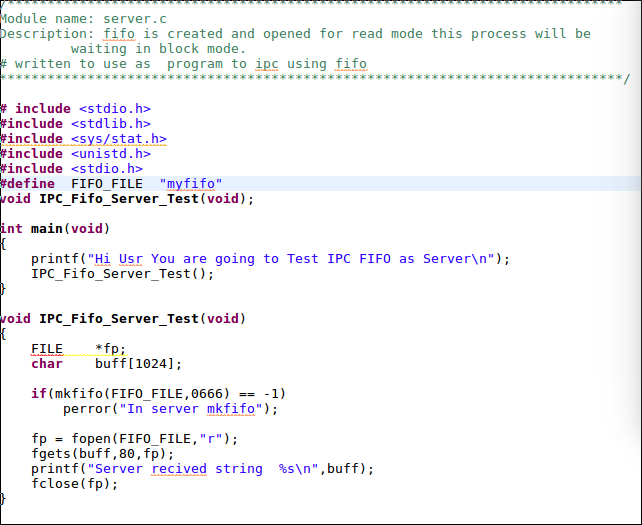 /*****************************************************************************
Module name: server.c
Description: fifo is created and opened for read mode this process will be
waiting in block mode.
# written to use as  program to ipc using fifo
******************************************************************************/
# include <stdio.h>
#include <stdlib.h>
#include <sys/stat.h>
#include <unistd.h>
#include <stdio.h>
#define  FIFO_FILE  "myfifo"
void IPC_Fifo_Server_Test(void);
int main(void)
{
    printf("Hi Usr You are going to Test IPC FIFO as Server\n");
    IPC_Fifo_Server_Test();
}
void IPC_Fifo_Server_Test(void)
{
    FILE    *fp;
    char    buff[1024];
    if(mkfifo(FIFO_FILE,0666) == -1)
        perror("In server mkfifo");
    fp = fopen(FIFO_FILE,"r");
    fgets(buff,80,fp);
    printf("Server recived string  %s\n",buff);
    fclose(fp);
}